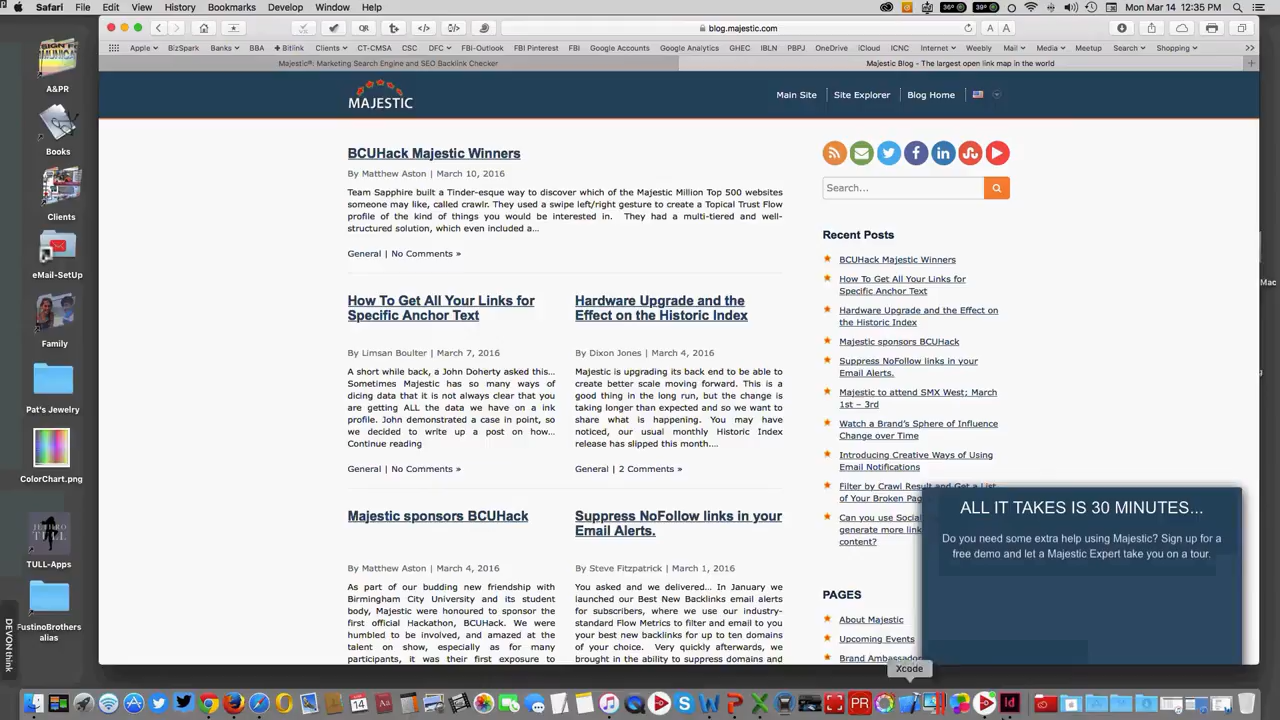 Safari File Edit View History Bookmarks Develop Window Help
36° 39° Mon Mar 14 12:35 PM
blog.majestic.com
QR A A
Apple BizSpark Banks BBA + Bitlink Clients CT-CMSA CSC DFC FBI-Outlook FBI Pinterest FBI Google Accounts Google Analytics GHES IBLJV PBPJ OneDrive iCloud ICNC Internet Weebly Mail Media Meetup Search Shopping
Majestic®: Marketing Search Engine and SEO Backlink Checker
Majestic Blog - The largest open link map in the world
MAJESTIC
Main Site Site Explorer Blog Home
BCUHack Majestic Winners
By Matthew Aston | March 10, 2016
Team Sapphire built a Tinder-esque way to discover which of the Majestic Million Top 500 websites
someone may like, called crawlr. They used a swipe left/right gesture to create a Topical Trust Flow
profile of the kind of things you would be interested in. They had a multi-tiered and well-
structured solution, which even included a...
General | No Comments »
How To Get All Your Links for
Specific Anchor Text
By Limsan Boulter | March 7, 2016
A short while back, a John Doherty asked this...
Sometimes Majestic has so many ways of
dicing data that it is not always clear that you
are getting ALL the data we have on a ink
profile. John demonstrated a case in point, so
we decided to write up a post on how...
Continue reading
General | No Comments »
Hardware Upgrade and the
Effect on the Historic Index
By Dixon Jones | March 4, 2016
Majestic is upgrading its back end to be able to
create better scale moving forward. This is a
good thing in the long run, but the change is
taking longer than expected and so we want to
share what is happening. You may have
noticed, our usual monthly Historic Index
release has slipped this month....
General | 2 Comments »
Majestic sponsors BCUHack
By Matthew Aston | March 4, 2016
As part of our budding new friendship with
Birmingham City University and its student
body, Majestic were honoured to sponsor the
first official Hackathon, BCUHack. We were
humbled to be involved, and amazed at the
talent on show, especially as for many
participants, it was their first exposure to
Suppress NoFollow links in your
Email Alerts.
By Steve Fitzpatrick | March 1, 2016
You asked and we delivered... In January we
launched our Best New Backlinks email alerts
for subscribers, where we use our industry-
standard Flow Metrics to filter and email to you
your best new backlinks for up to ten domains
of your choice. Very quickly afterwards, we
brought in the ability to suppress domains and
Search...
Recent Posts
BCUHack Majestic Winners
How To Get All Your Links for
Specific Anchor Text
Hardware Upgrade and the Effect on
the Historic Index
Majestic sponsors BCUHack
Suppress NoFollow links in your
Email Alerts.
Majestic to attend SMX West; March
1st – 3rd
Watch a Brand's Sphere of Influence
Change over Time
Introducing Creative Ways of Using
Email Notifications
Filter by Crawl Result and Get a List
of Your Broken Pag
Can you use Social
generate more link
content?
PAGES
About Majestic
Upcoming Events
Brand Ambassador
ALL IT TAKES IS 30 MINUTES...
Do you need some extra help using Majestic? Sign up for a
free demo and let a Majestic Expert take you on a tour.
A&PR
Books
Clients
eMail-SetUp
Family
Pat's Jewelry
ColorChart.png
JETHRO TULL
TULL-Apps
FustinoBrothers
alias
DEVONthink
Mac
Xcode
14
Aa
PR
Id